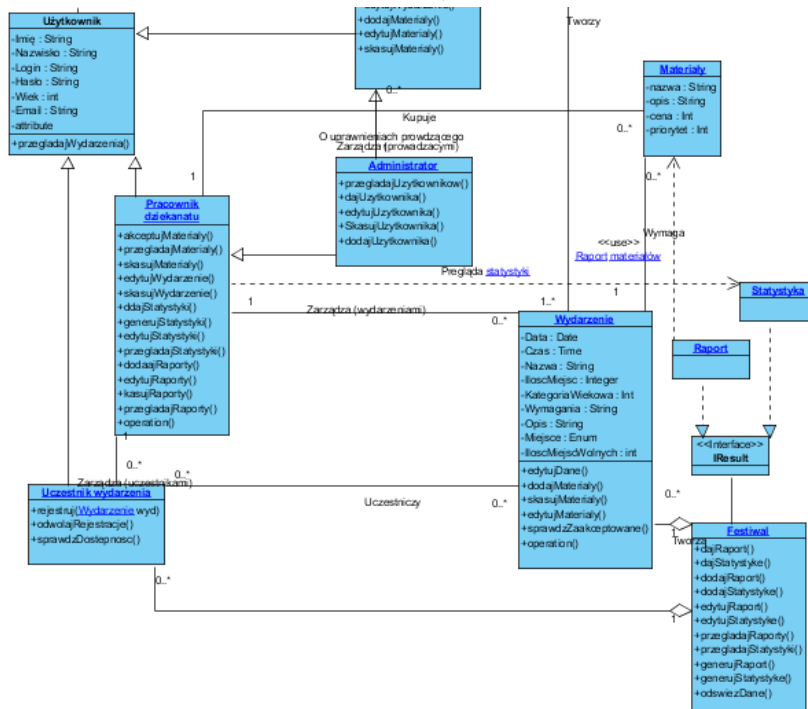 Użytkownik
-Imię : String
-Nazwisko : String
-Login : String
-Hasło : String
-Wiek : int
-Email : String
-attribute
+przegladajWydarzenia()
+dodajMaterialy()
+edytujMaterialy()
+skasujMaterialy()
0..*
Tworzy
Materiały
-nazwa : String
-opis : String
-cena : Int
-priorytet : Int
Kupuje
0..*
1
O uprawnieniach prowdzącego
Zarządza (prowadzacymi)
Administrator
+przegladajUzytkownikow()
+dajUzytkownika()
+edytujUzytkownika()
+SkasujUzytkownika()
+dodajUzytkownika()
0..*
Pracownik
dziekanatu
+akceptujMaterialy()
+przegladajMaterialy()
+skasujMaterialy()
+edytujWydarzenie()
+skasujWydarzenie()
+ddajStatystyki()
+generujStatystyki()
+edytujStatystyki()
+przegladajStatystyki()
+dodaajRaporty()
+edytujRaporty()
+kasujRaporty()
+przegladajRaporty()
+operation()
Wymaga
<<use>>
Raport materiałów
Pregląda statystyki
Statystyka
1
1..*
1
Zarządza (wydarzeniami)
0..*
Wydarzenie
-Data : Date
-Czas : Time
-Nazwa : String
-IloscMiejsc : Integer
-KategoriaWiekowa : Int
-Wymagania : String
-Opis : String
-Miejsce : Enum
-IloscMiejscWolnych : int
+edytujDane()
+dodajMaterialy()
+skasujMaterialy()
+edytujMaterialy()
+sprawdzZaakceptowane()
+operation()
Raport
<<Interface>>
IResult
1
0..*
Zarządza (uczestnikami)
0..*
Uczestnik wydarzenia
+rejestruj(Wydarzenie wyd)
+odwolajRejestracje()
+sprawdzDostepnosc()
Uczestniczy
0..*
0..*
1
Tworza
Festiwal
+dajRaport()
+dajStatystyke()
+dodajRaport()
+dodajStatystyke()
+edytujRaport()
+edytujStatystyke()
+przegladajRaporty()
+przegladajStatystyki()
+generujRaport()
+generujStatystyke()
+odswiezDane()
0..*
1